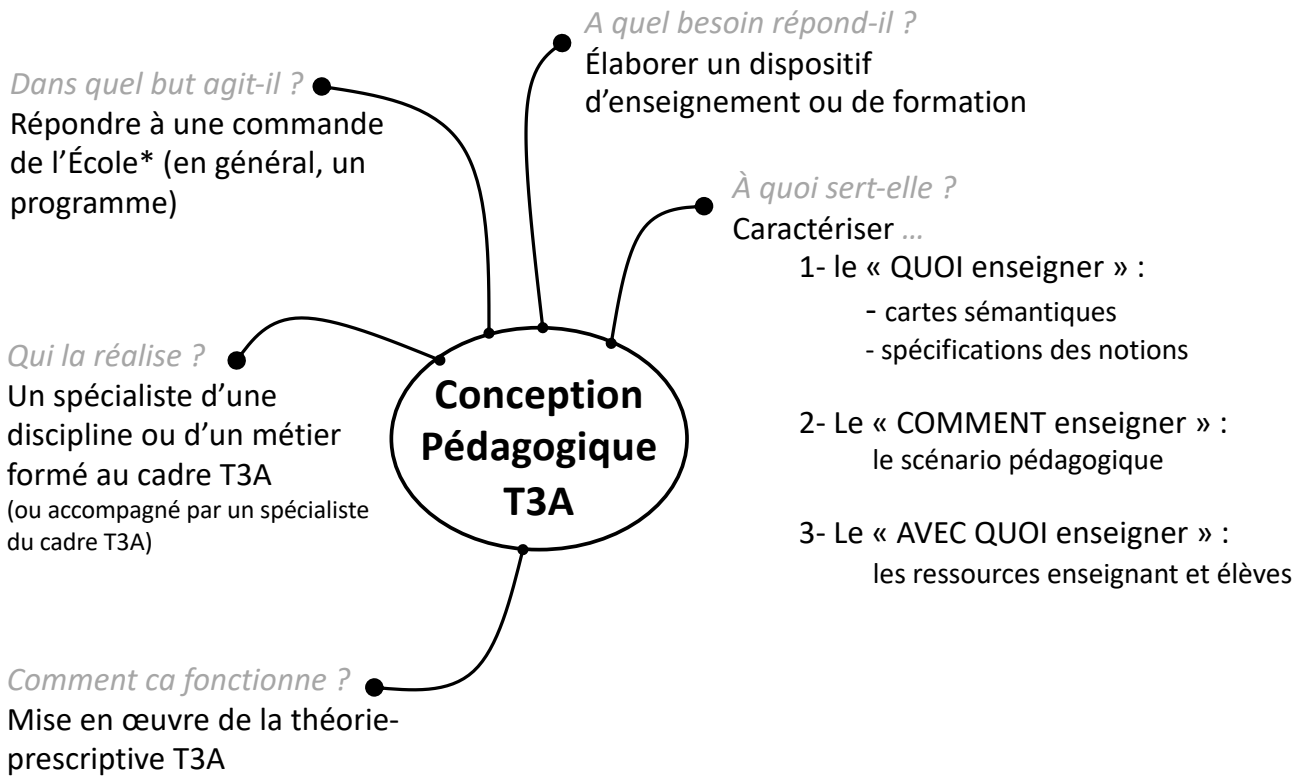 A quel besoin répond-il ?
Élaborer un dispositif
d’enseignement ou de formation
Dans quel but agit-il ?
Répondre à une commande
de l’École* (en général, un
programme)
À quoi sert-elle ?
Caractériser ...
1- le « QUOI enseigner » :
- cartes sémantiques
- spécifications des notions
2- Le « COMMENT enseigner » :
le scénario pédagogique
3- Le « AVEC QUOI enseigner » :
les ressources enseignant et élèves
Qui la réalise ?
Un spécialiste d’une
discipline ou d’un métier
formé au cadre T3A
(ou accompagné par un spécialiste
du cadre T3A)
Conception
Pédagogique
T3A
Comment ca fonctionne ?
Mise en œuvre de la théorie-
prescriptive T3A